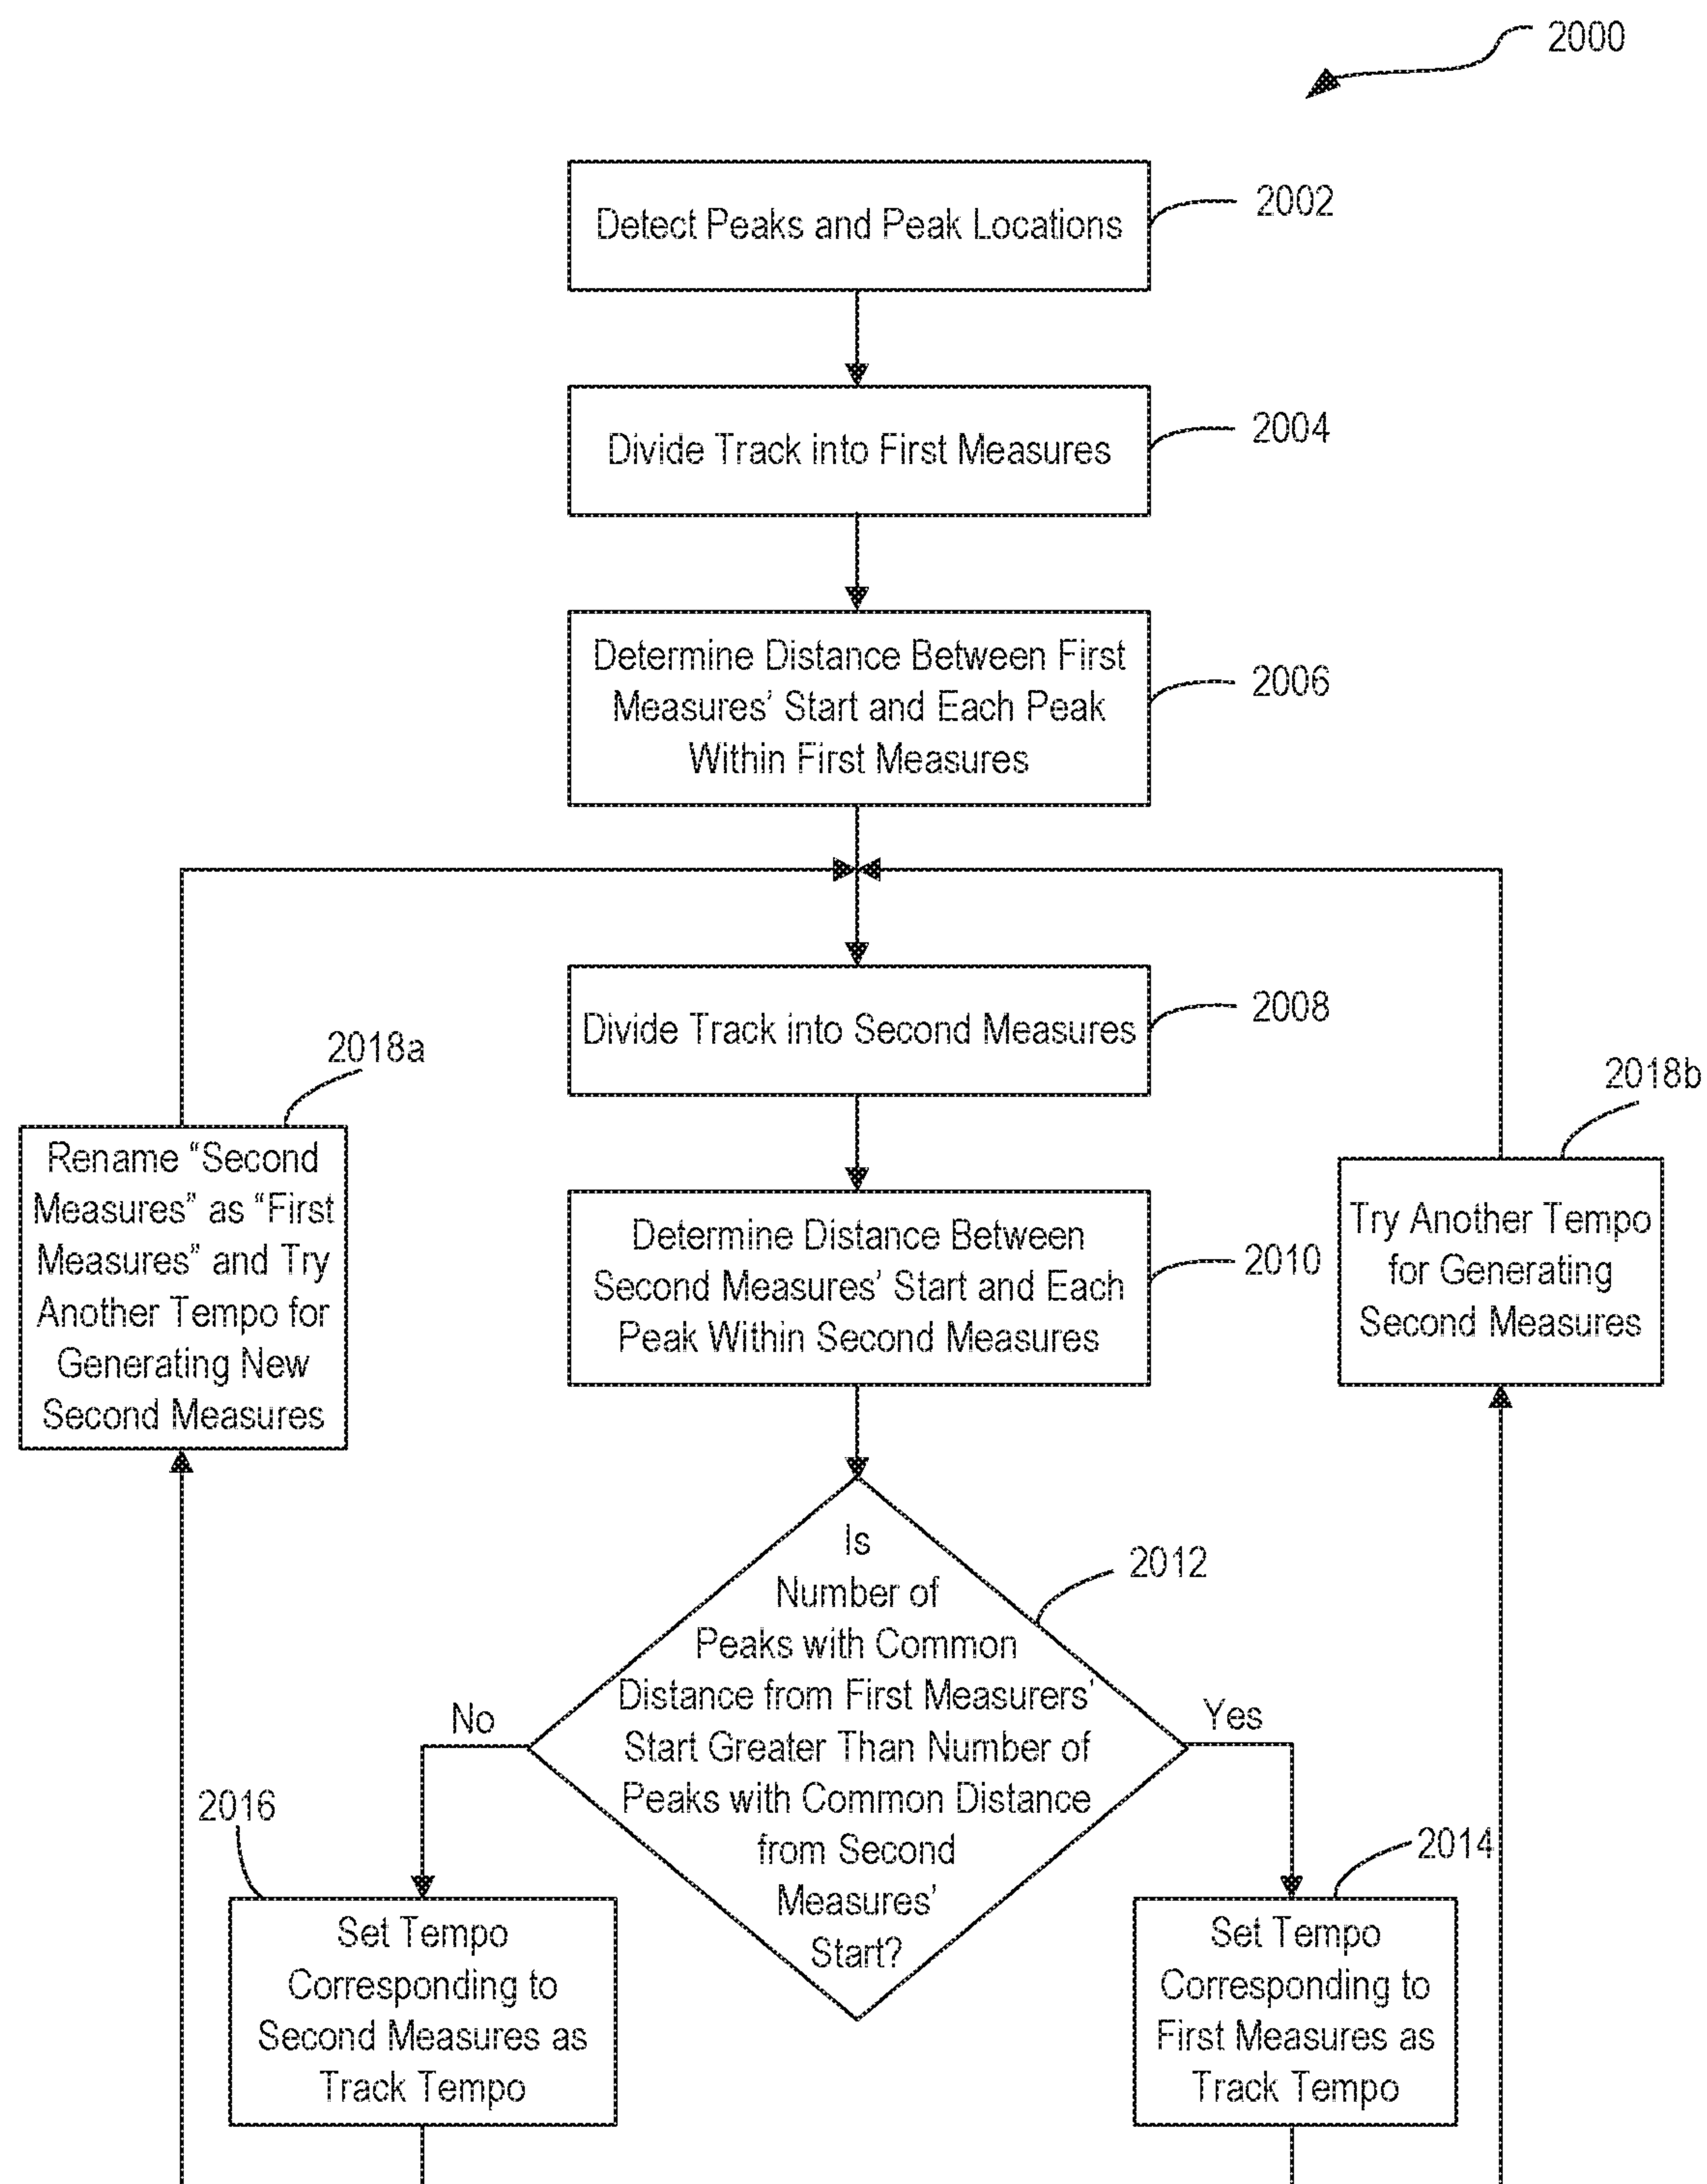 2000
Detect Peaks and Peak Locations
2002
Divide Track into First Measures
2004
Determine Distance Between First
Measures’ Start and Each Peak
Within First Measures
2006
Divide Track into Second Measures
2008
2018a
Rename “Second
Measures” as “First
Measures” and Try
Another Tempo for
Generating New
Second Measures
2018b
Try Another Tempo
for Generating
Second Measures
Determine Distance Between
Second Measures’ Start and Each
Peak Within Second Measures
2010
Is
Number of
Peaks with Common
Distance from First Measurers’
Start Greater Than Number of
Peaks with Common Distance
from Second
Measures’
Start?
2012
No
Yes
2016
Set Tempo
Corresponding to
Second Measures as
Track Tempo
2014
Set Tempo
Corresponding to
First Measures as
Track Tempo